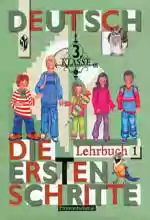 DEUTSCH
3.
KLASSE
Lehrbuch 1
DIE
ERSTEN
SCHRITTE